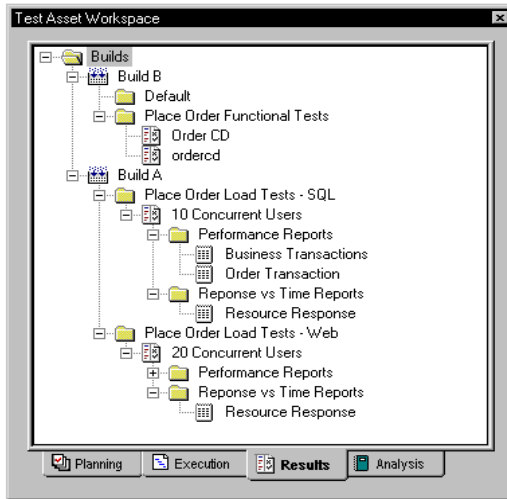 Test Asset Workspace
Builds
Build B
Default
Place Order Functional Tests
Order CD
ordercd
Build A
Place Order Load Tests - SQL
10 Concurrent Users
Performance Reports
Business Transactions
Order Transaction
Reponse vs Time Reports
Resource Response
Place Order Load Tests - Web
20 Concurrent Users
Performance Reports
Reponse vs Time Reports
Resource Response
Planning Execution Results Analysis